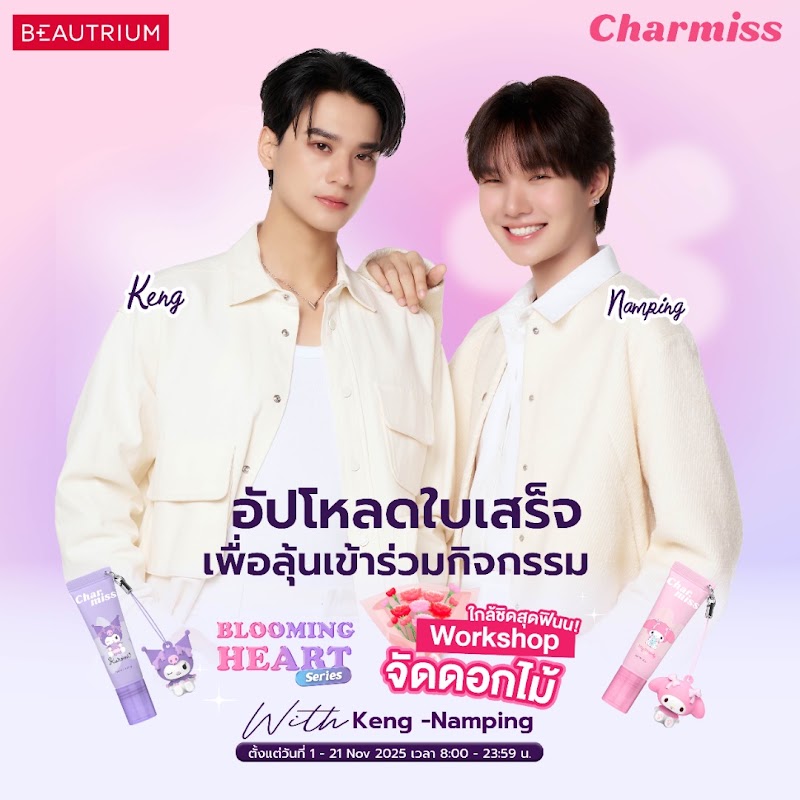 BEAUTRIUM
Charmiss
Keng
Namping
อัปโหลดใบเสร็จ
เพื่อลุ้นเข้าร่วมกิจกรรม
Char
miss
BLOOMING
HEART
Series
ใกล้ชิดสุดฟินน!
Workshop
จัดดอกไม้
Char
miss
With Keng -Namping
ตั้งแต่วันที่ 1 - 21 Nov 2025 เวลา 8:00 - 23:59 น.